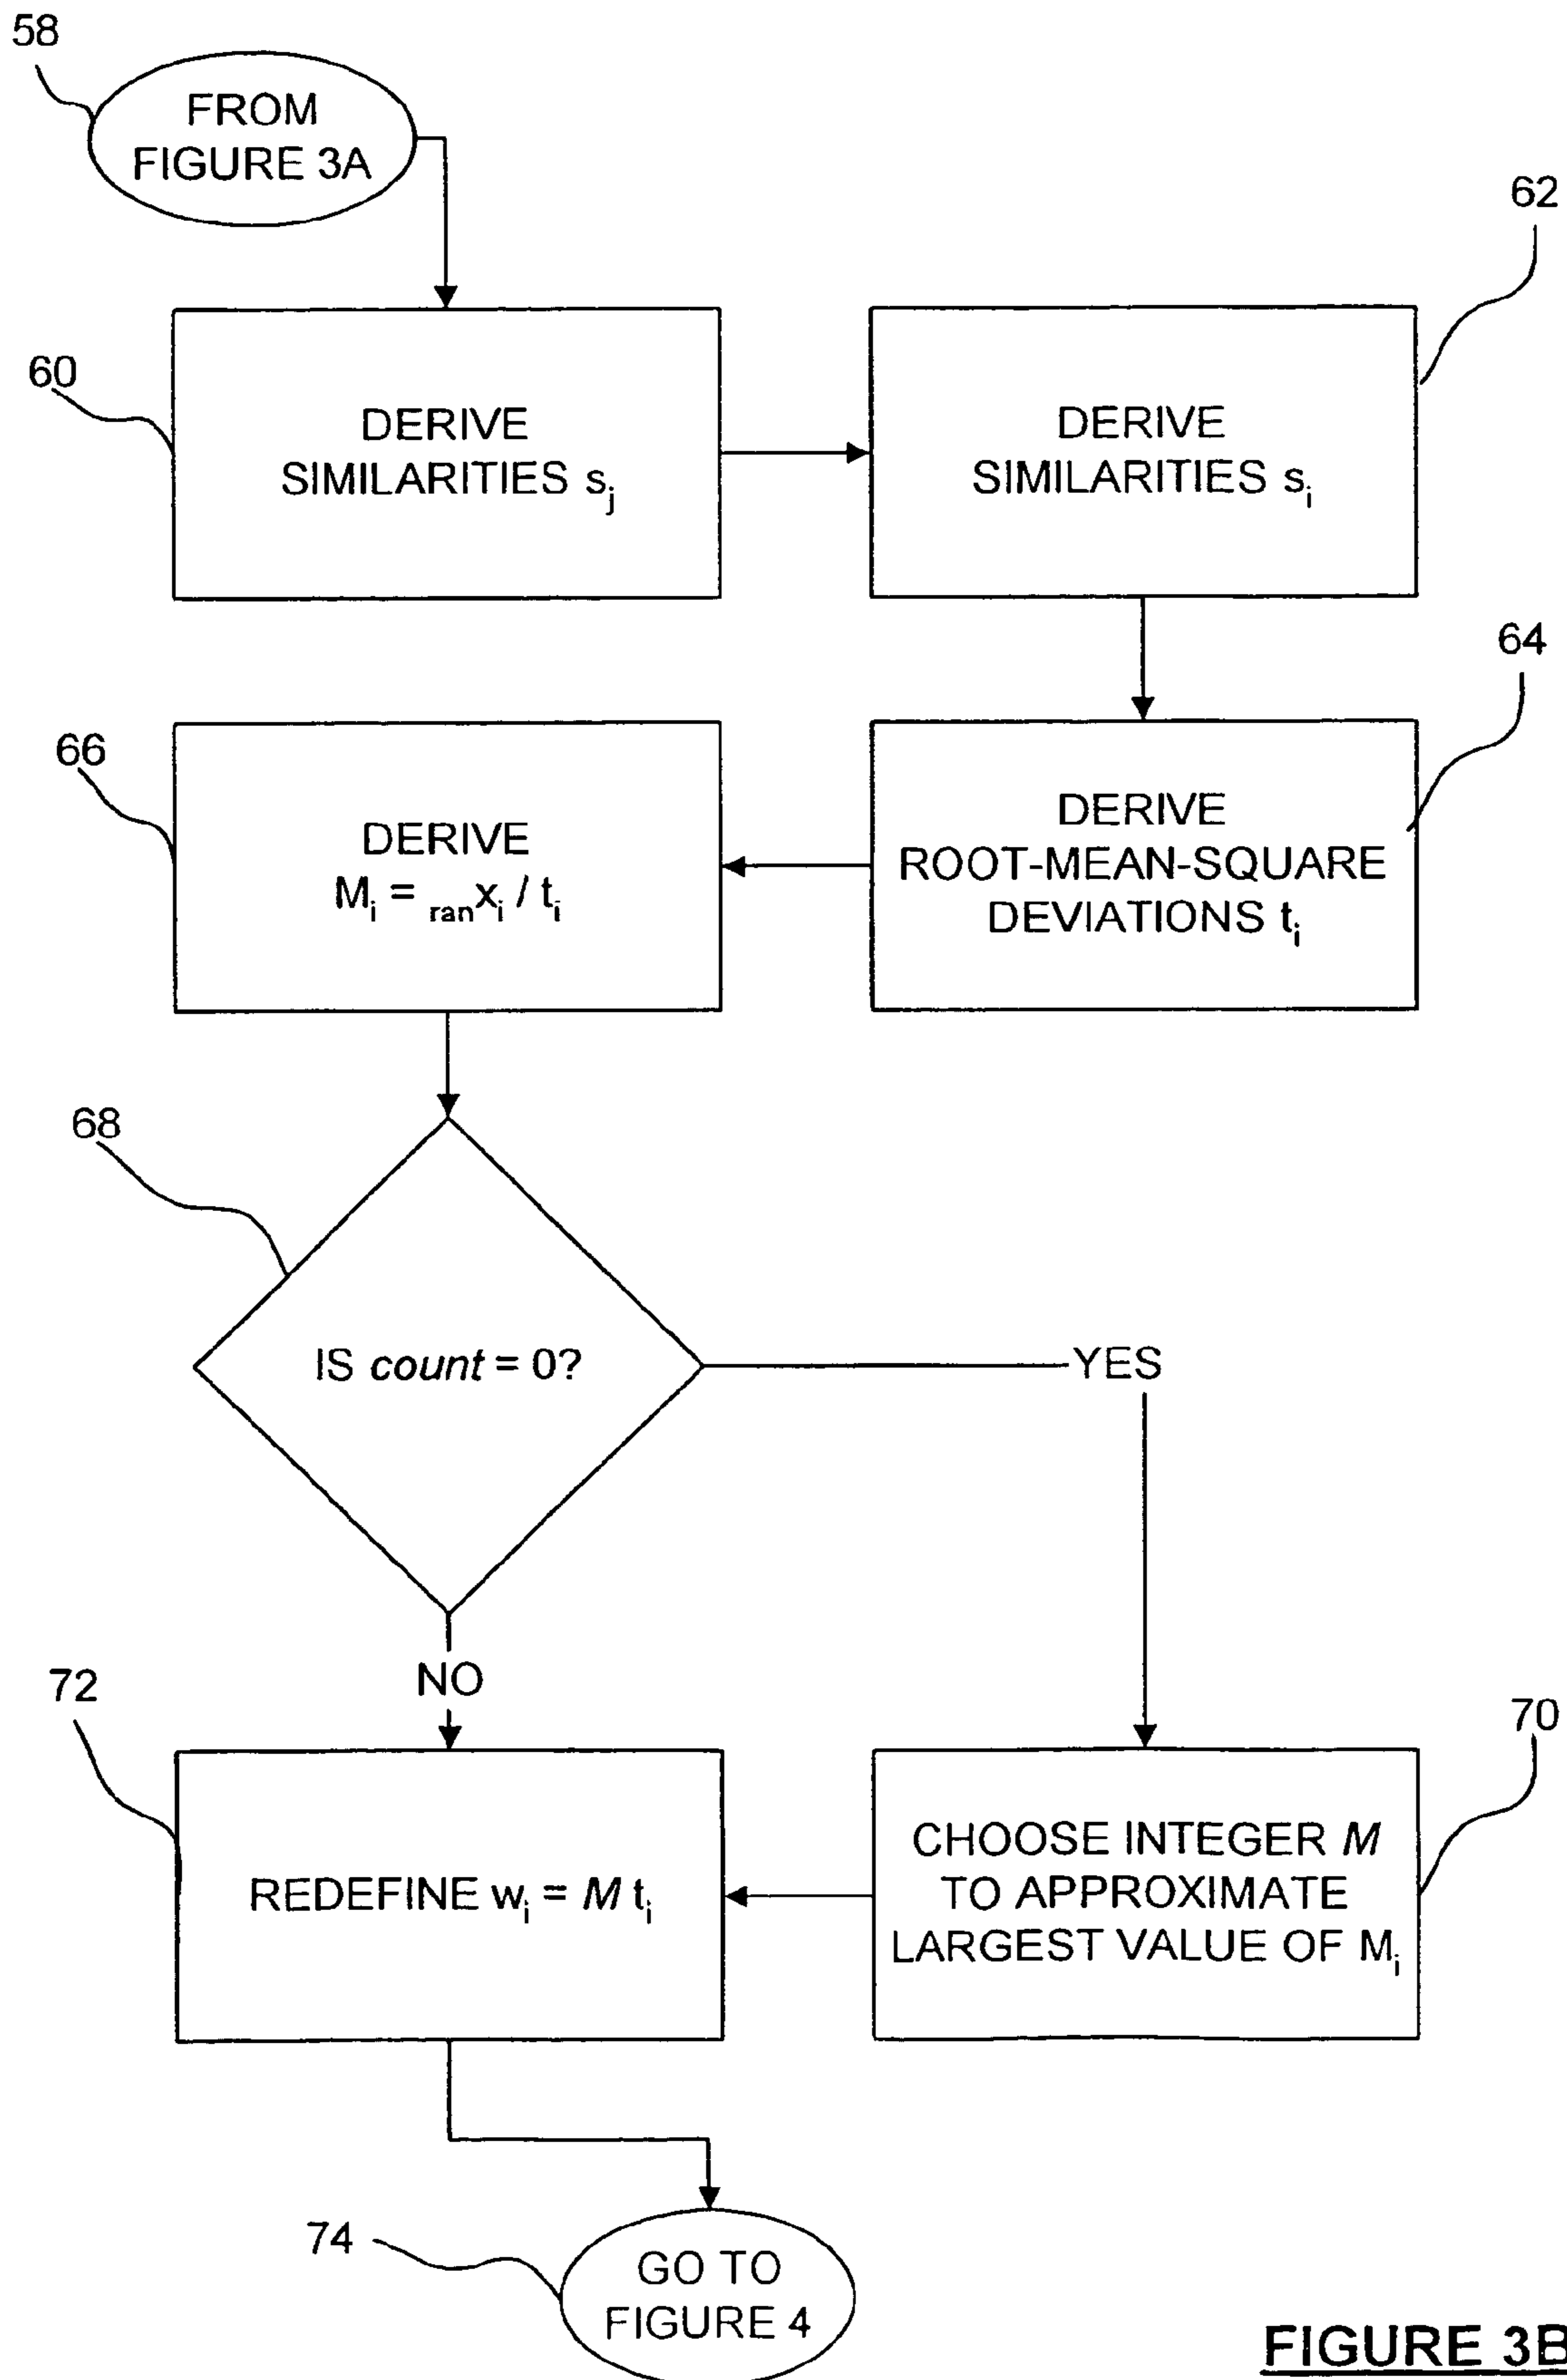 58
FROM
FIGURE 3A
62
60
DERIVE
SIMILARITIES sⱼ
DERIVE
SIMILARITIES sᵢ
64
66
DERIVE
Mᵢ = ᵣₐₙxᵢ / tᵢ
DERIVE
ROOT-MEAN-SQUARE
DEVIATIONS tᵢ
68
IS count = 0?
YES
NO
72
70
REDEFINE wᵢ = M tᵢ
CHOOSE INTEGER M
TO APPROXIMATE
LARGEST VALUE OF Mᵢ
74
GO TO
FIGURE 4
FIGURE 3B